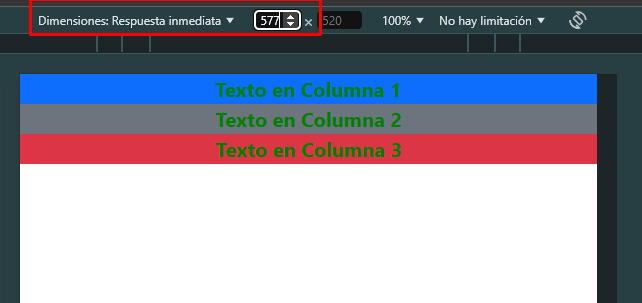 Dimensiones: Respuesta inmediata 577 × 520 100% No hay limitación
Texto en Columna 1
Texto en Columna 2
Texto en Columna 3